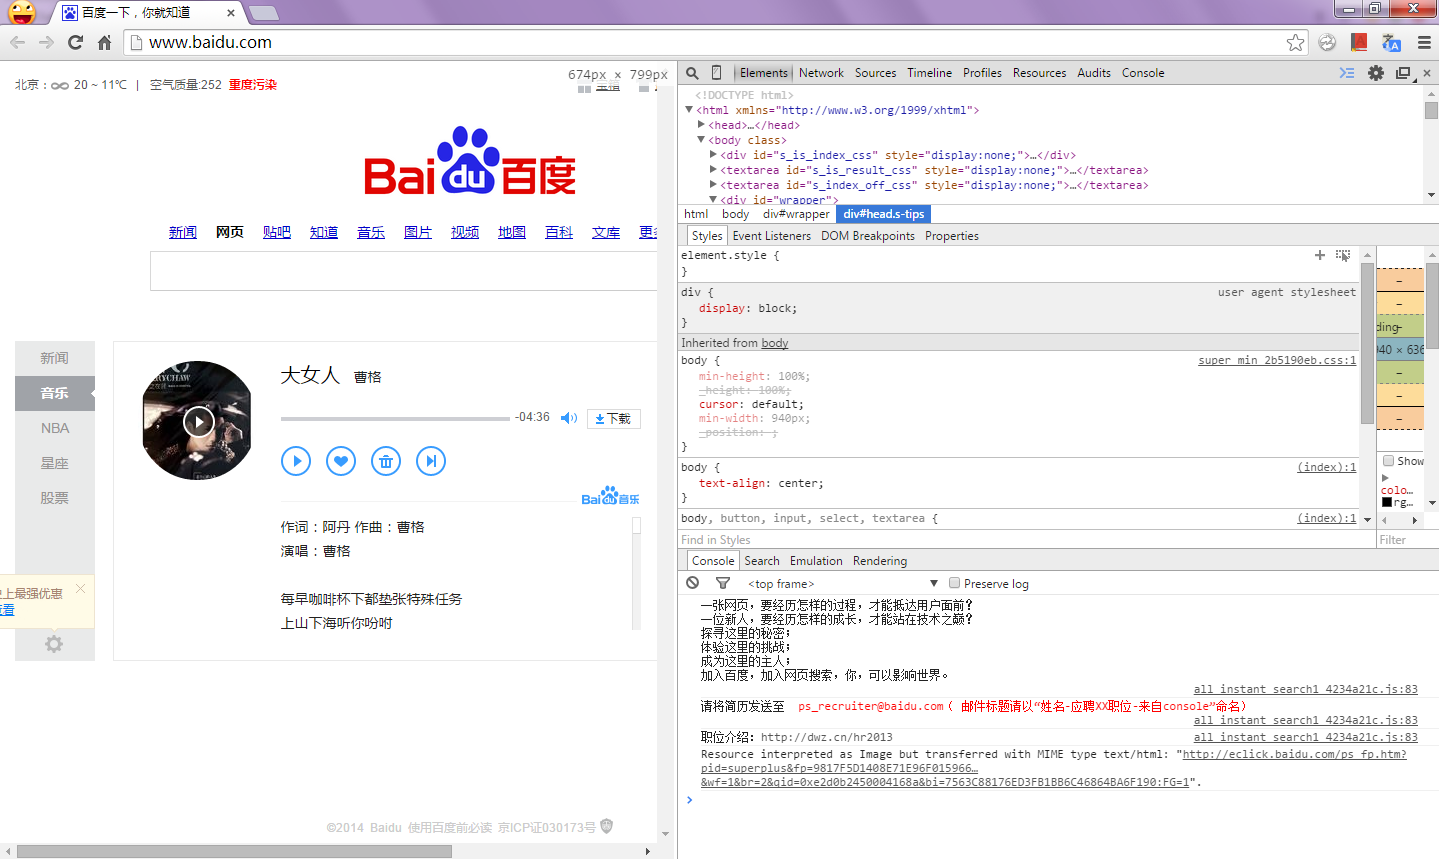 百度一下，你就知道
www.baidu.com
北京：
20 ~ 11℃ | 空气质量:252 重度污染
674px × 799px
宝箱
Bai du 百度
新闻 网页 贴吧 知道 音乐 图片 视频 地图 百科 文库
新闻
音乐
NBA
星座
股票
大女人 曹格
-04:36
下载
Bai du 音乐
作词：阿丹 作曲：曹格
演唱：曹格
每早咖啡杯下都垫张特殊任务
上山下海听你吩咐
上最强优惠
©2014 Baidu 使用百度前必读 京ICP证030173号
Elements Network Sources Timeline Profiles Resources Audits Console
<!DOCTYPE html>
<html xmlns="http://www.w3.org/1999/xhtml">
<head>…</head>
<body class>
<div id="s_is_index_css" style="display:none;">…</div>
<textarea id="s_is_result_css" style="display:none;">…</textarea>
<textarea id="s_index_off_css" style="display:none;">…</textarea>
<div id="wrapper">
html body div#wrapper div#head.s-tips
Styles Event Listeners DOM Breakpoints Properties
element.style {
}
div { user agent stylesheet
display: block;
}
Inherited from body
body { super_min_2b5190eb.css:1
min-height: 100%;
_height: 100%;
cursor: default;
min-width: 940px;
_position: ;
}
body { (index):1
text-align: center;
}
body, button, input, select, textarea { (index):1
Find in Styles
ding
940 × 636
Show
colo…
rg…
Filter
Console Search Emulation Rendering
<top frame> Preserve log
一张网页，要经历怎样的过程，才能抵达用户面前？
一位新人，要经历怎样的成长，才能站在技术之巅？
探寻这里的秘密；
体验这里的挑战；
成为这里的主人；
加入百度，加入网页搜索，你，可以影响世界。
all_instant_search1_4234a21c.js:83
请将简历发送至 ps_recruiter@baidu.com（ 邮件标题请以“姓名-应聘XX职位-来自console”命名）
all_instant_search1_4234a21c.js:83
职位介绍：http://dwz.cn/hr2013 all_instant_search1_4234a21c.js:83
Resource interpreted as Image but transferred with MIME type text/html: "http://eclick.baidu.com/ps_fp.htm?
pid=superplus&fp=9817F5D1408E71E96F015966…
&wf=1&br=2&qid=0xe2d0b2450004168a&bi=7563C88176ED3FB1BB6C46864BA6F190:FG=1".